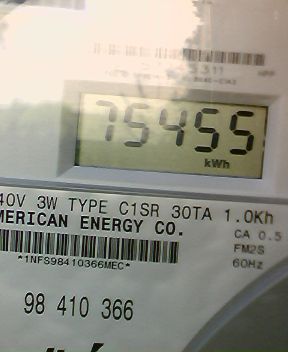 75455
kWh
40V 3W TYPE C1SR 30TA 1.0Kh
MERICAN ENERGY CO.
CA 0.5
FM2S
60Hz
*1NFS98410366MEC*
98 410 366